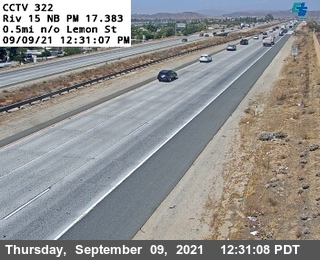 CCTV 322
Riv 15 NB PM 17.383
0.5mi n/o Lemon St
09/09/21 12:31:07 PM
Thursday, September 09, 2021 12:31:08 PDT